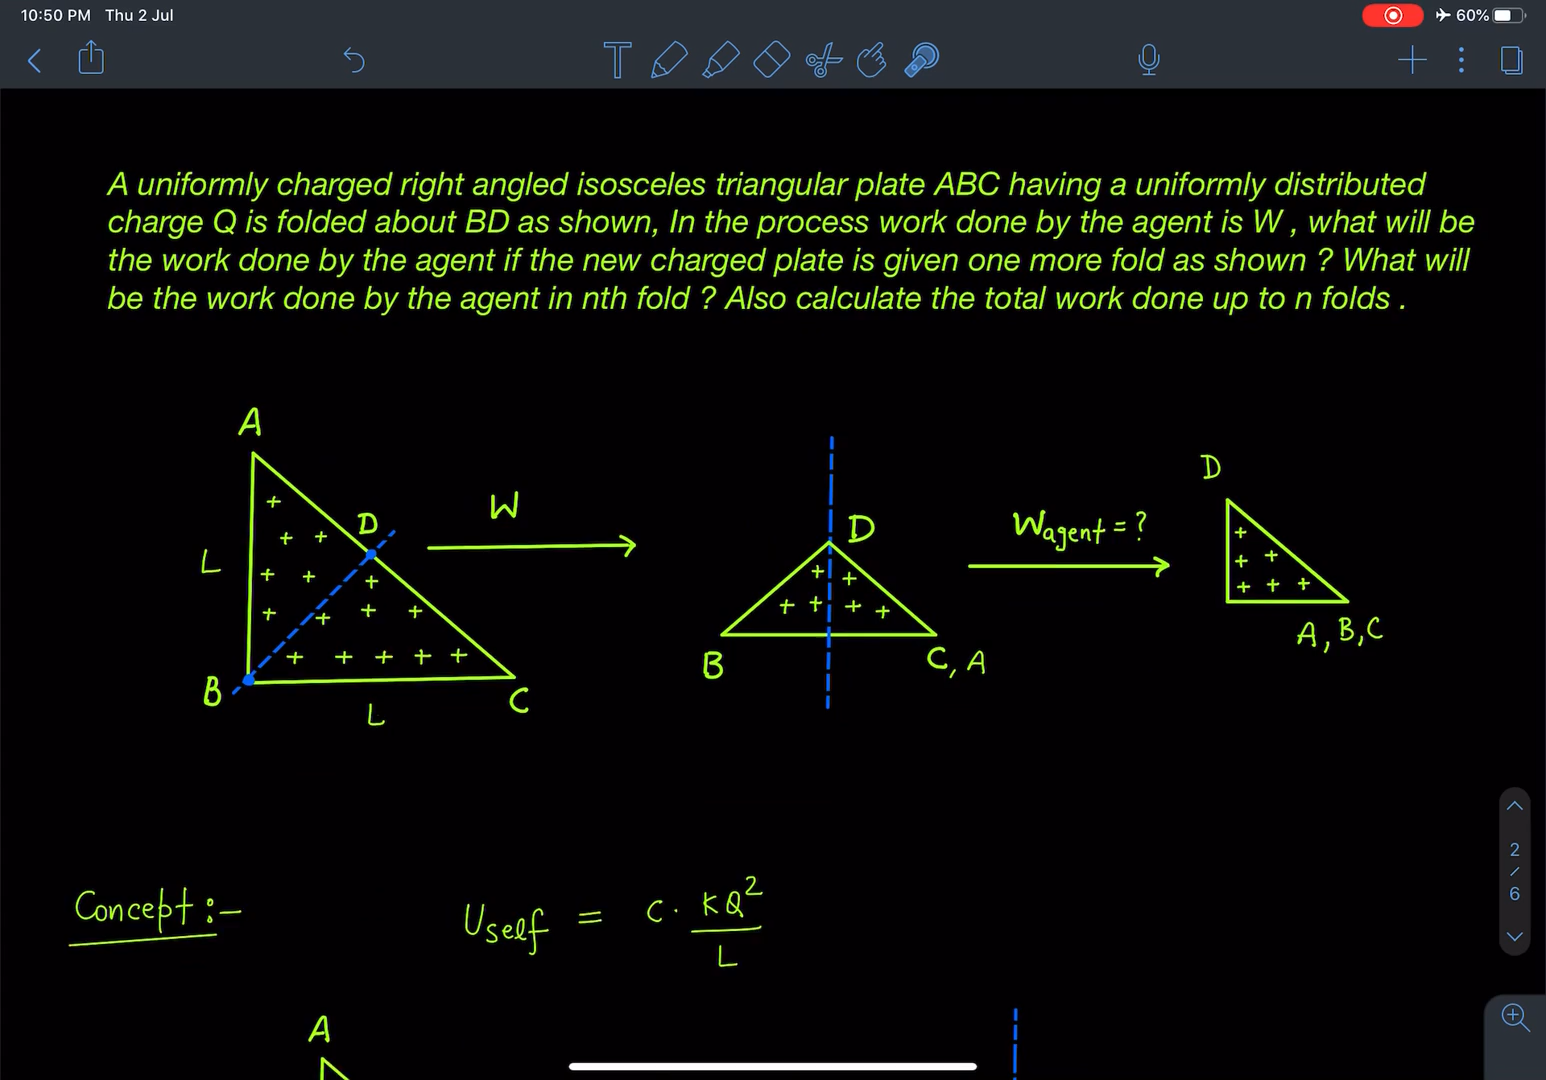 10:50 PM Thu 2 Jul
60%
A uniformly charged right angled isosceles triangular plate ABC having a uniformly distributed
charge Q is folded about BD as shown, In the process work done by the agent is W , what will be
the work done by the agent if the new charged plate is given one more fold as shown ? What will
be the work done by the agent in nth fold ? Also calculate the total work done up to n folds .
A
D
L
B
L
C
W
D
B
C, A
Wagent = ?
D
A, B, C
2
/
6
Concept :-
Uself = C . KQ²/L
A